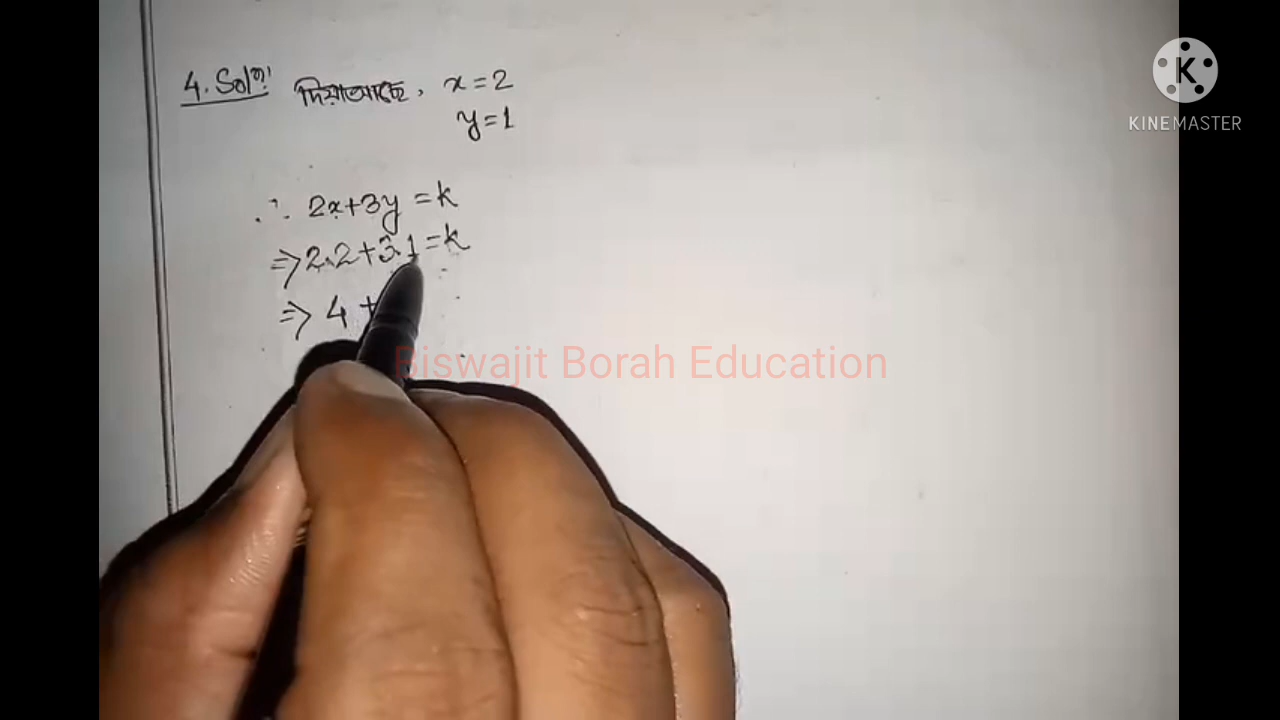 4. Solⁿ! দিয়া আছে, x = 2
y = 1
∴ 2x+3y = k
⇒ 2.2+3.1 = k
⇒ 4 +
Biswajit Borah Education
K
KINEMASTER